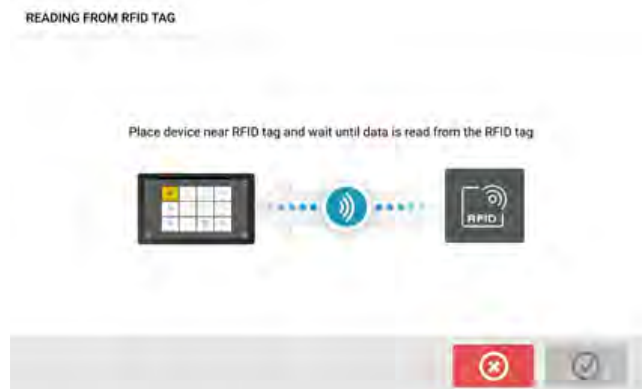 READING FROM RFID TAG
Place device near RFID tag and wait until data is read from the RFID tag
RFID